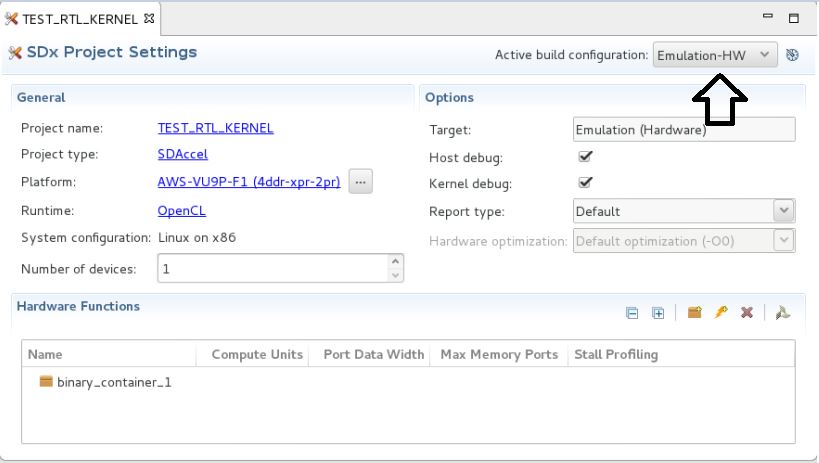 TEST_RTL_KERNEL
SDx Project Settings
Active build configuration: Emulation-HW
General
Project name: TEST_RTL_KERNEL
Project type: SDAccel
Platform: AWS-VU9P-F1 (4ddr-xpr-2pr) ...
Runtime: OpenCL
System configuration: Linux on x86
Number of devices: 1
Options
Target: Emulation (Hardware)
Host debug:
Kernel debug:
Report type: Default
Hardware optimization: Default optimization (-O0)
Hardware Functions
Name Compute Units Port Data Width Max Memory Ports Stall Profiling
binary_container_1